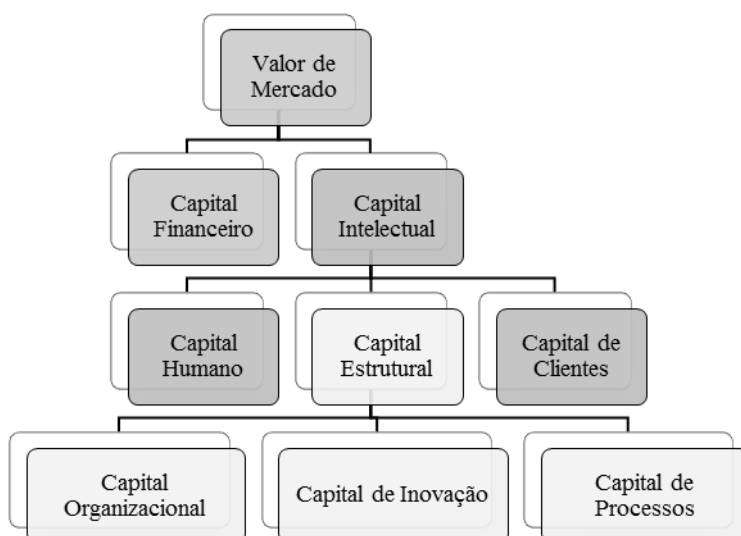 Valor de
Mercado
Capital
Financeiro
Capital
Intelectual
Capital
Humano
Capital
Estrutural
Capital de
Clientes
Capital
Organizacional
Capital de Inovação
Capital de
Processos